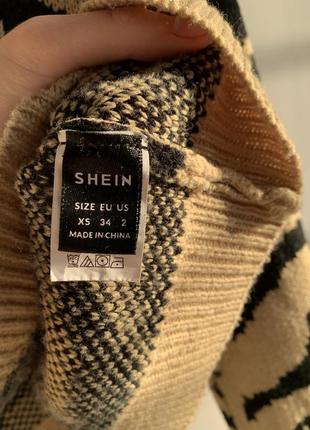 SHEIN
SIZE EU US
XS 34 2
MADE IN CHINA